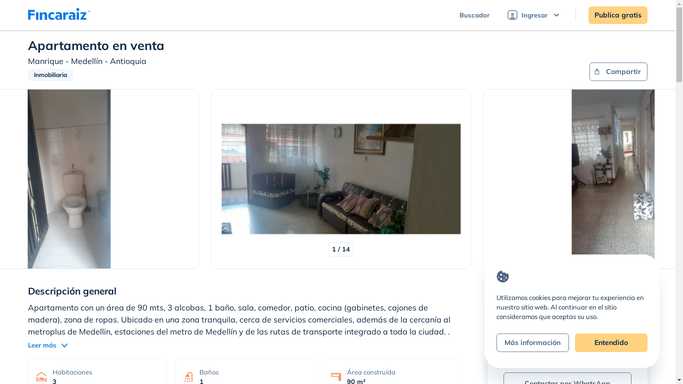 Fincaraiz
Buscador
Ingresar
Publica gratis
Apartamento en venta
Manrique - Medellín - Antioquia
Inmobiliaria
Compartir
1 / 14
Descripción general
Apartamento con un área de 90 mts, 3 alcobas, 1 baño, sala, comedor, patio, cocina (gabinetes, cajones de
madera), zona de ropas. Ubicado en una zona tranquila, cerca de servicios comerciales, además de la cercanía al
metroplus de Medellín, estaciones del metro de Medellín y de las rutas de transporte integrado a toda la ciudad. .
Leer más
Habitaciones
3
Baños
1
Área construida
90 m²
Utilizamos cookies para mejorar tu experiencia en
nuestro sitio web. Al continuar en el sitio
consideramos que aceptas su uso.
Más información
Entendido
Contactar por WhatsApp